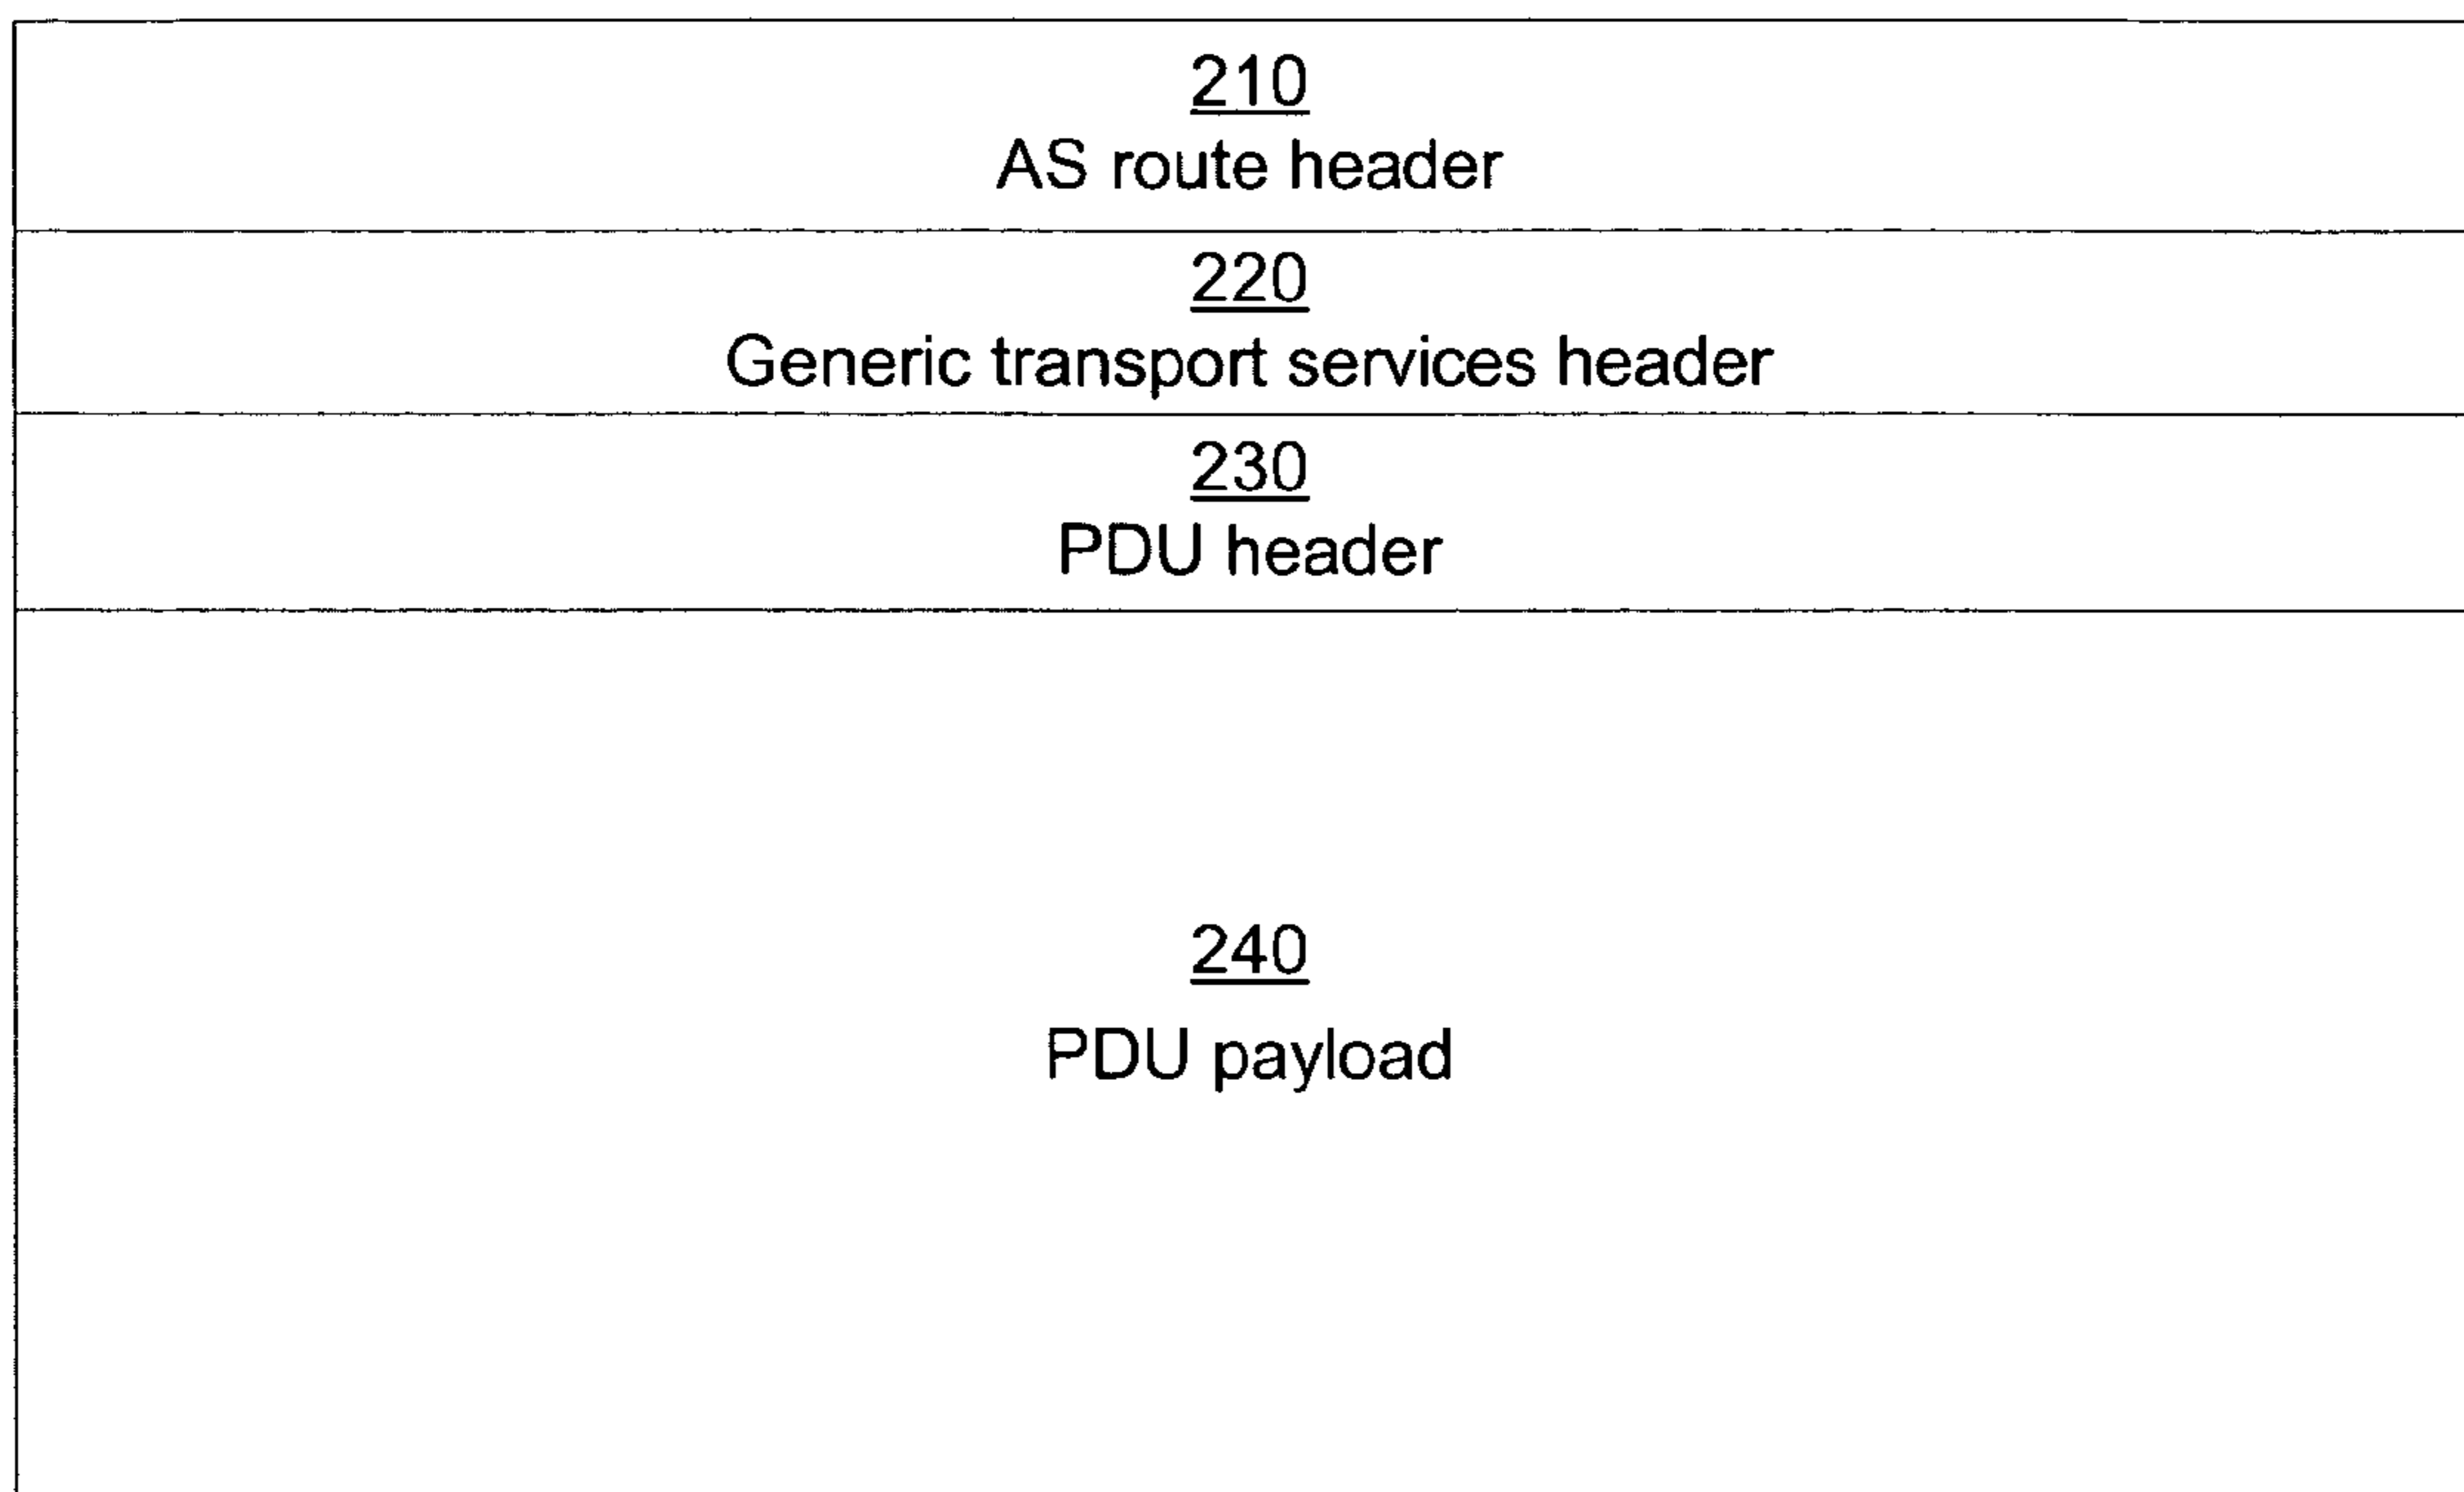 210
AS route header
220
Generic transport services header
230
PDU header
240
PDU payload